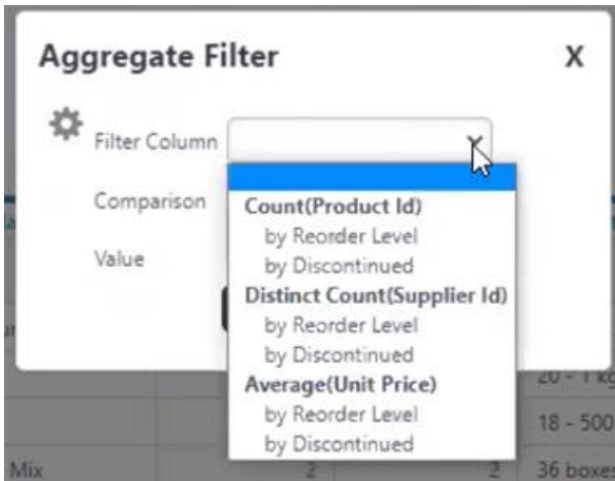 Aggregate Filter X
Filter Column
Comparison
Value
Count(Product Id)
by Reorder Level
by Discontinued
Distinct Count(Supplier Id)
by Reorder Level
by Discontinued
Average(Unit Price)
by Reorder Level
by Discontinued
20 - 1 kg
18 - 500
Mix 2 2 36 boxes